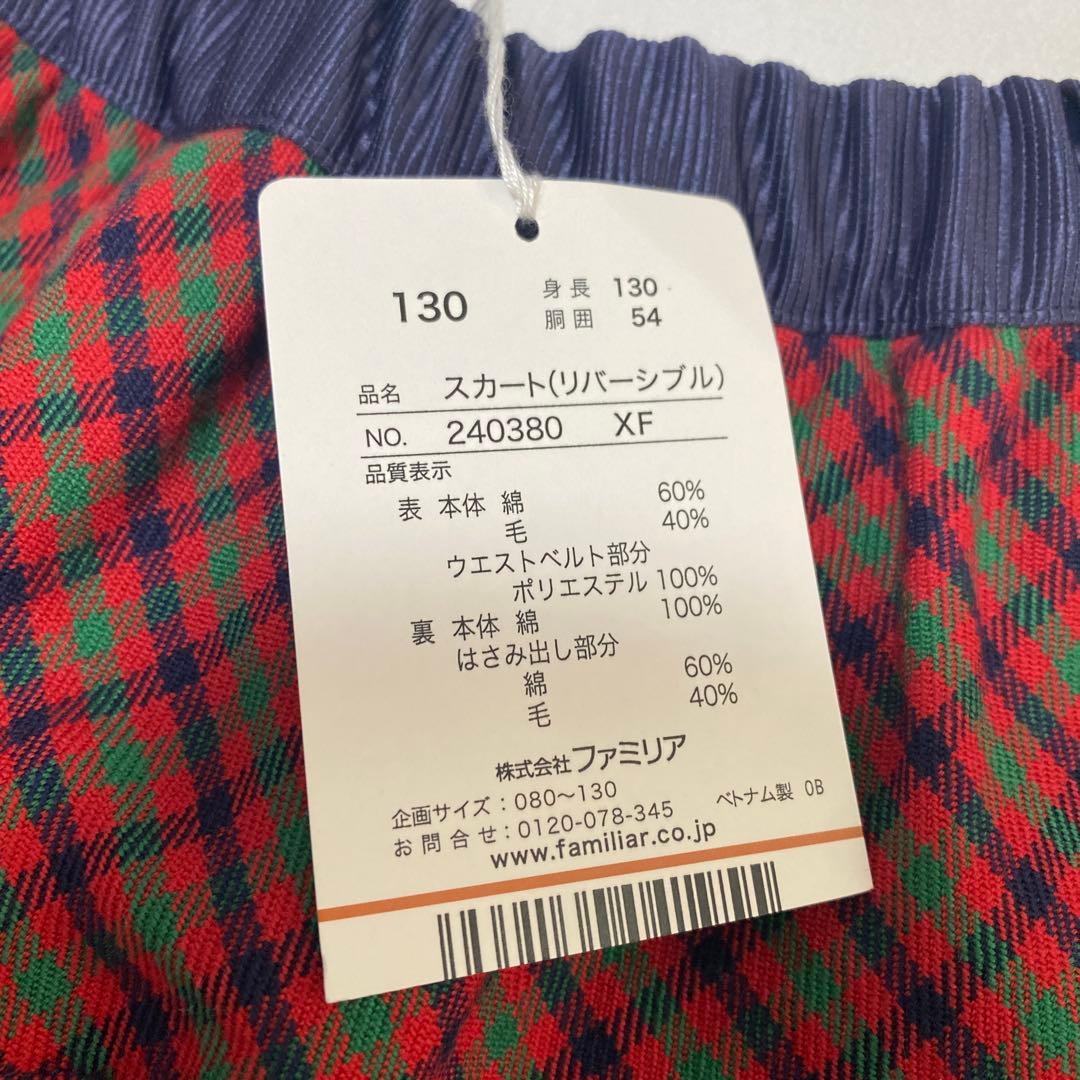 130
身長 130
胴囲 54
品名 スカート(リバーシブル)
NO. 240380 XF
品質表示
表 本体 綿 60%
毛 40%
ウエストベルト部分
ポリエステル 100%
裏 本体 綿 100%
はさみ出し部分
綿 60%
毛 40%
株式会社ファミリア
企画サイズ:080~130
ベトナム製 0B
お問合せ:0120-078-345
www.familiar.co.jp